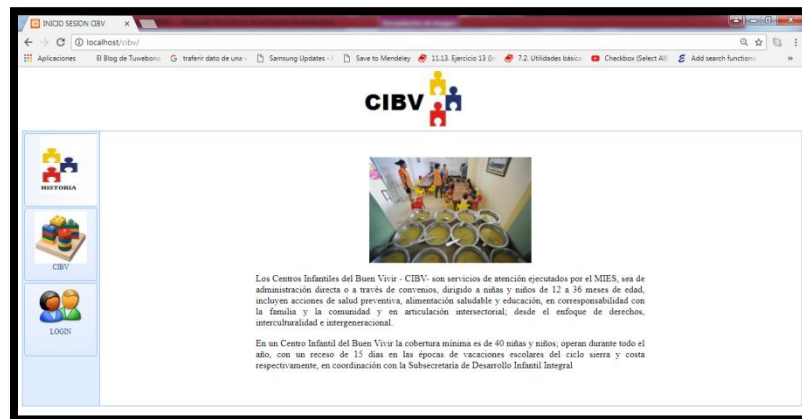 INICIO SESION CIBV
localhost/cibv/
Aplicaciones El Blog de Tuwebona G traferir dato de una Samsung Updates - Save to Mendeley 11.13. Ejercicio 13 (In 7.2. Utilidades básica Checkbox (Select All) Add search function »
CIBV
HISTORIA
CIBV
LOGIN
Los Centros Infantiles del Buen Vivir - CIBV- son servicios de atención ejecutados por el MIES, sea de
administración directa o a través de convenios, dirigido a niñas y niños de 12 a 36 meses de edad,
incluyen acciones de salud preventiva, alimentación saludable y educación, en corresponsabilidad con
la familia y la comunidad y en articulación intersectorial; desde el enfoque de derechos,
interculturalidad e intergeneracional.
En un Centro Infantil del Buen Vivir la cobertura mínima es de 40 niñas y niños; operan durante todo el
año, con un receso de 15 días en las épocas de vacaciones escolares del ciclo sierra y costa
respectivamente, en coordinación con la Subsecretaría de Desarrollo Infantil Integral